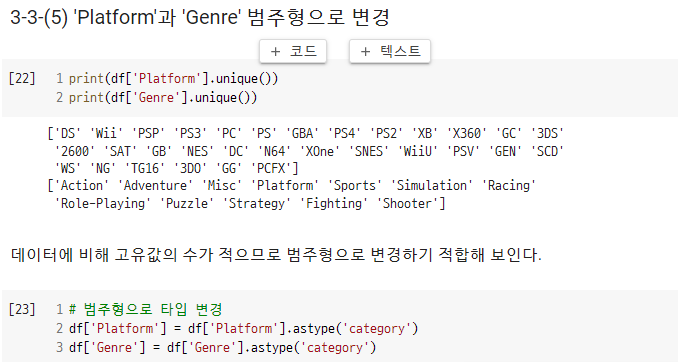 3-3-(5) 'Platform'과 'Genre' 범주형으로 변경
+ 코드 + 텍스트
[22] 1 print(df['Platform'].unique())
2 print(df['Genre'].unique())
['DS' 'Wii' 'PSP' 'PS3' 'PC' 'PS' 'GBA' 'PS4' 'PS2' 'XB' 'X360' 'GC' '3DS'
'2600' 'SAT' 'GB' 'NES' 'DC' 'N64' 'XOne' 'SNES' 'WiiU' 'PSV' 'GEN' 'SCD'
'WS' 'NG' 'TG16' '3DO' 'GG' 'PCFX']
['Action' 'Adventure' 'Misc' 'Platform' 'Sports' 'Simulation' 'Racing'
'Role-Playing' 'Puzzle' 'Strategy' 'Fighting' 'Shooter']
데이터에 비해 고유값의 수가 적으므로 범주형으로 변경하기 적합해 보인다.
[23] 1 # 범주형으로 타입 변경
2 df['Platform'] = df['Platform'].astype('category')
3 df['Genre'] = df['Genre'].astype('category')